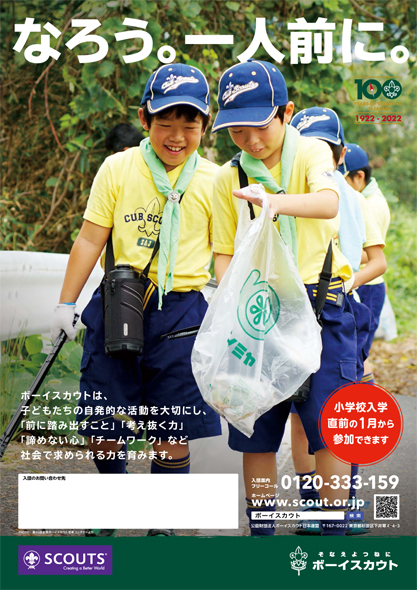 なろう。一人前に。
100
1922 - 2022
CUB SCOUT
ボーイスカウトは、
子どもたちの自発的な活動を大切にし、
「前に踏み出すこと」「考え抜く力」
「諦めない心」「チームワーク」など
社会で求められる力を育みます。
小学校入学
直前の1月から
参加できます
入団のお問い合わせ先
入団案内
フリーコール 0120-333-159
ホームページ
www.scout.or.jp
ボーイスカウト 検索
公益財団法人ボーイスカウト日本連盟
SCOUTS
Creating a Better World
そなえよつねに
ボーイスカウト